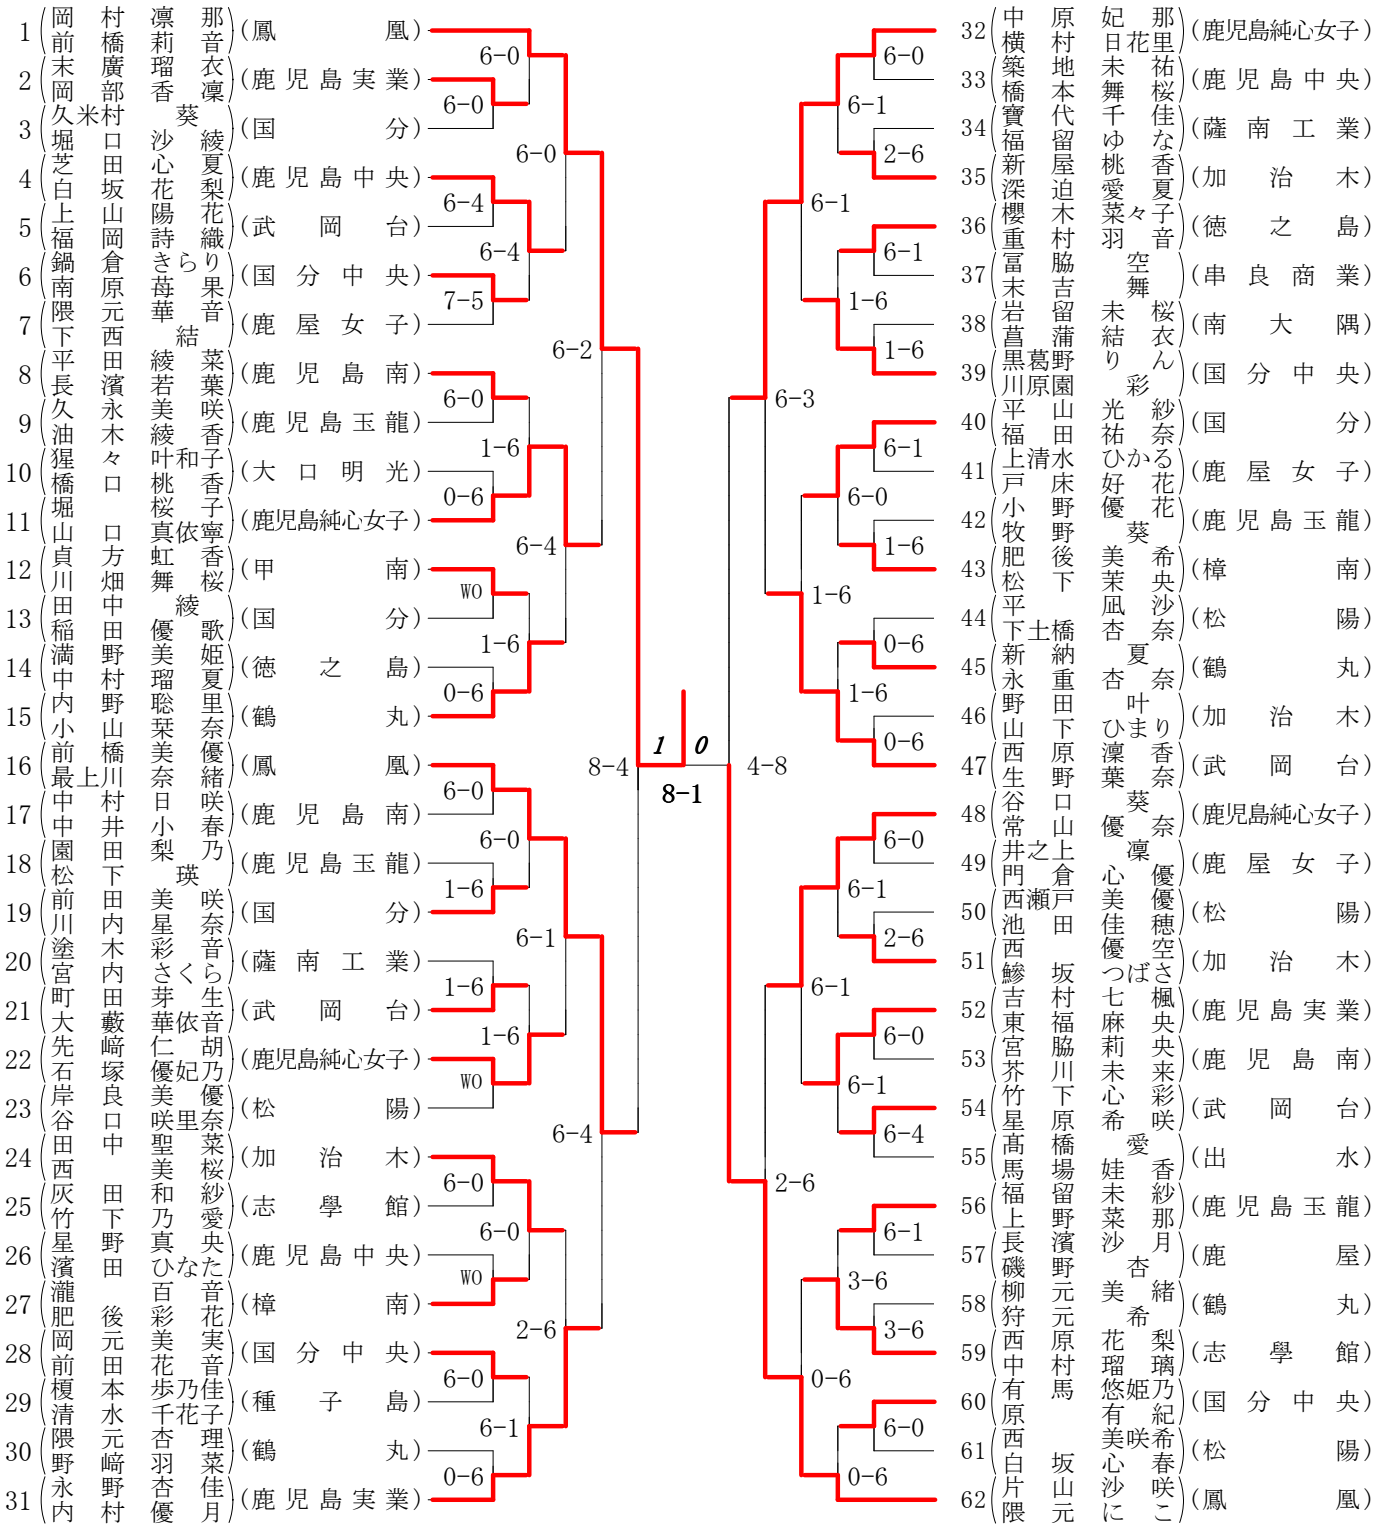 1 岡村凛那 前橋莉音 (鳳凰)
2 末廣瑠衣 岡部香凜 (鹿児島実業)
3 久米村葵 堀口沙綾 (国分)
4 芝田心夏 白坂花梨 (鹿児島中央)
5 上山陽花 福岡詩織 (武岡台)
6 鍋倉きらり 南原苺果 (国分中央)
7 隈元華音 下西結 (鹿屋女子)
8 平田綾菜 長濱若葉 (鹿児島南)
9 久永美咲 油木綾香 (鹿児島玉龍)
10 猩々叶和子 橋口桃香 (大口明光)
11 堀桜子 山口真依寧 (鹿児島純心女子)
12 貞方虹香 川畑舞桜 (甲南)
13 田中綾 稲田優歌 (国分)
14 満野美姫 中村瑠夏 (徳之島)
15 内野聡里 小山栞奈 (鶴丸)
16 前橋美優 最上川奈緒 (鳳凰)
17 中村日咲 中井小春 (鹿児島南)
18 園田梨乃 松下瑛 (鹿児島玉龍)
19 前田美咲 川内星奈 (国分)
20 塗木彩音 宮内さくら (薩南工業)
21 町田芽生 大藪華依音 (武岡台)
22 先﨑仁胡 石塚優妃乃 (鹿児島純心女子)
23 岸良美優 谷口咲里奈 (松陽)
24 田中聖菜 西美桜 (加治木)
25 灰田和紗 竹下乃愛 (志學館)
26 星野真央 濱田ひなた (鹿児島中央)
27 瀧百音 肥後彩花 (樟南)
28 岡元美実 前田花音 (国分中央)
29 榎本歩乃佳 清水千花子 (種子島)
30 隈元杏理 野﨑羽菜 (鶴丸)
31 永野杏佳 内村優月 (鹿児島実業)
6-0
6-0
6-0
6-4
6-4
7-5
6-2
6-0
1-6
0-6
6-4
WO
1-6
0-6
8-4
6-0
6-0
1-6
6-1
1-6
1-6
WO
6-4
6-0
6-0
WO
2-6
6-0
6-1
0-6
1 0
8-1
32 中原妃那 横村日花里 (鹿児島純心女子)
33 築地未祐 橋本舞桜 (鹿児島中央)
34 寶代千佳 福留ゆな (薩南工業)
35 新屋桃香 深迫愛夏 (加治木)
36 櫻木菜々子 重村羽音 (徳之島)
37 冨脇空 末吉舞 (串良商業)
38 岩留未桜 菖蒲結衣 (南大隅)
39 黒葛野りん 川原園彩 (国分中央)
40 平山光紗 福田祐奈 (国分)
41 上清水ひかる 戸床好花 (鹿屋女子)
42 小野優花 牧野葵 (鹿児島玉龍)
43 肥後美希 松下茉央 (樟南)
44 平凪沙 下土橋杏奈 (松陽)
45 新納夏 永重杏奈 (鶴丸)
46 野田叶 山下ひまり (加治木)
47 西原凜香 生野葉奈 (武岡台)
48 谷口葵 常山優奈 (鹿児島純心女子)
49 井之上凜 門倉心優 (鹿屋女子)
50 西瀬戸美優 池田佳穂 (松陽)
51 西優空 鯵坂つばさ (加治木)
52 吉村七楓 東福麻央 (鹿児島実業)
53 宮脇莉央 芥川未来 (鹿児島南)
54 竹下心彩 星原希咲 (武岡台)
55 髙橋愛 馬場娃香 (出水)
56 福留未紗 上野菜那 (鹿児島玉龍)
57 長濱沙月 磯野杏 (鹿屋)
58 柳元美緒 狩元希 (鶴丸)
59 西原花梨 中村瑠璃 (志學館)
60 有馬悠姫乃 原有紀 (国分中央)
61 西美咲希 白坂心春 (松陽)
62 片山沙咲 隈元にこ (鳳凰)
6-0
6-1
2-6
6-1
6-1
1-6
1-6
6-3
6-1
6-0
1-6
1-6
0-6
1-6
0-6
4-8
6-0
6-1
2-6
6-1
6-0
6-1
6-4
2-6
6-1
3-6
3-6
0-6
6-0
0-6